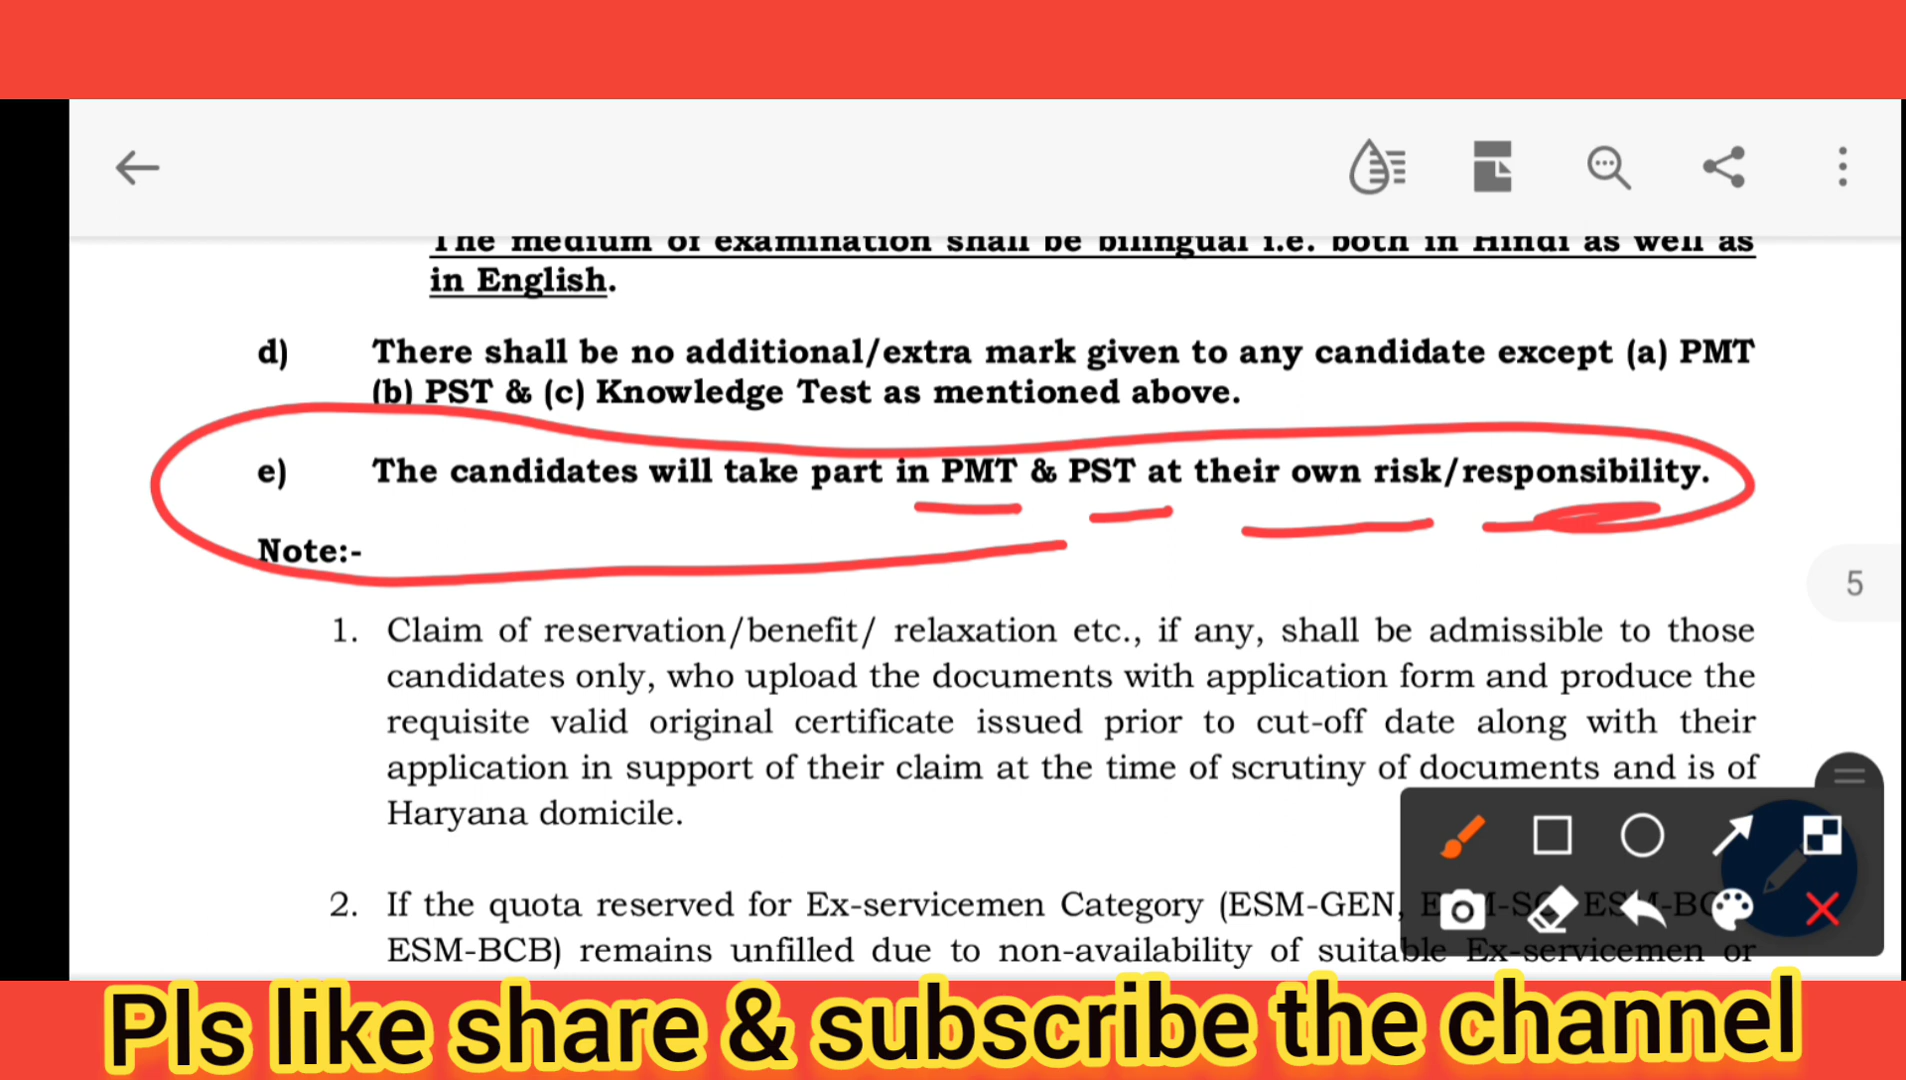 The medium of examination shall be bilingual i.e. both in Hindi as well as
in English.
d) There shall be no additional/extra mark given to any candidate except (a) PMT
(b) PST & (c) Knowledge Test as mentioned above.
e) The candidates will take part in PMT & PST at their own risk/responsibility.
Note:-
5
1. Claim of reservation/benefit/ relaxation etc., if any, shall be admissible to those
candidates only, who upload the documents with application form and produce the
requisite valid original certificate issued prior to cut-off date along with their
application in support of their claim at the time of scrutiny of documents and is of
Haryana domicile.
2. If the quota reserved for Ex-servicemen Category (ESM-GEN,
ESM-BCB) remains unfilled due to non-availability of suitable Ex-servicemen or
Pls like share & subscribe the channel